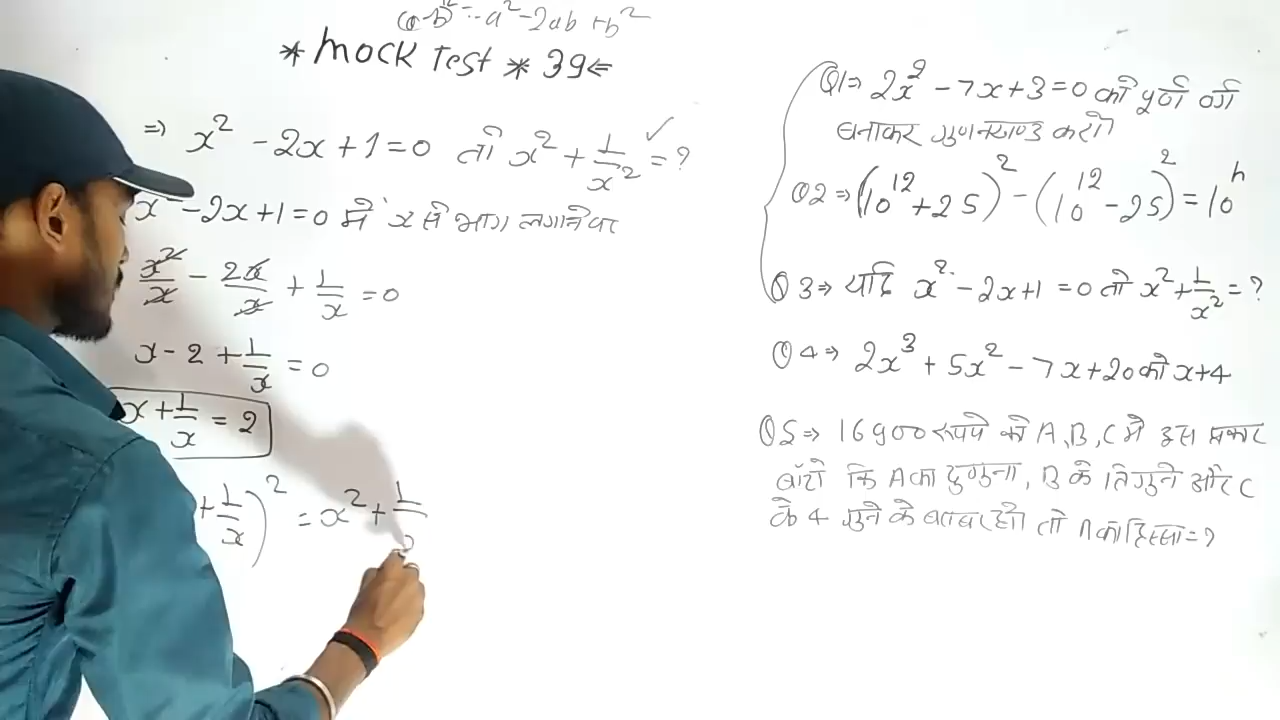 (a-b)² = a² - 2ab + b²
* mock Test * 39 ⇐
⇒ x² - 2x + 1 = 0 तो x² + 1/x² = ? ✓
x² - 2x + 1 = 0 में x से भाग लगाने पर
x²/x - 2x/x + 1/x = 0
x - 2 + 1/x = 0
x + 1/x = 2
+ 1/x)² = x² + 1/
Q1⇒ 2x² - 7x + 3 = 0 को पूर्ण वर्ग
बनाकर गुणनखण्ड करो
Q2⇒ (10¹² + 25)² - (10¹² - 25)² = 10ⁿ
Q3⇒ यदि x² - 2x + 1 = 0 तो x² + 1/x² = ?
Q4⇒ 2x³ + 5x² - 7x + 20 को x + 4
Q5⇒ 16900 रूपये को A, B, C में इस प्रकार
बाँटो कि A का दुगुना, B के तिगुने और C
के 4 गुने के बराबर हो तो A का हिस्सा = ?